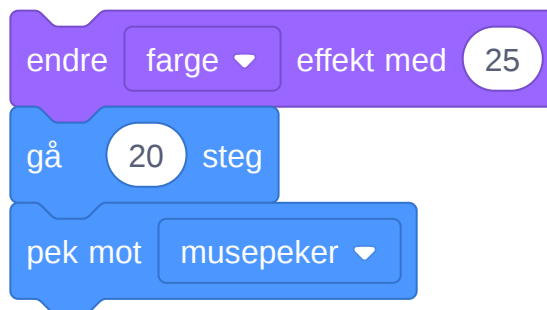 endre farge effekt med 25
gå 20 steg
pek mot musepeker